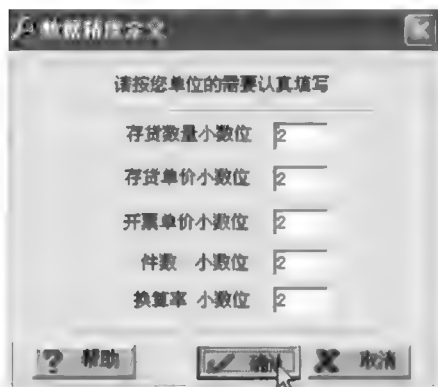 数据精度定义
请按您单位的需要认真填写
存货数量小数位 2
存货单价小数位 2
开票单价小数位 2
件数 小数位 2
换算率 小数位 2
? 帮助 确认 取消